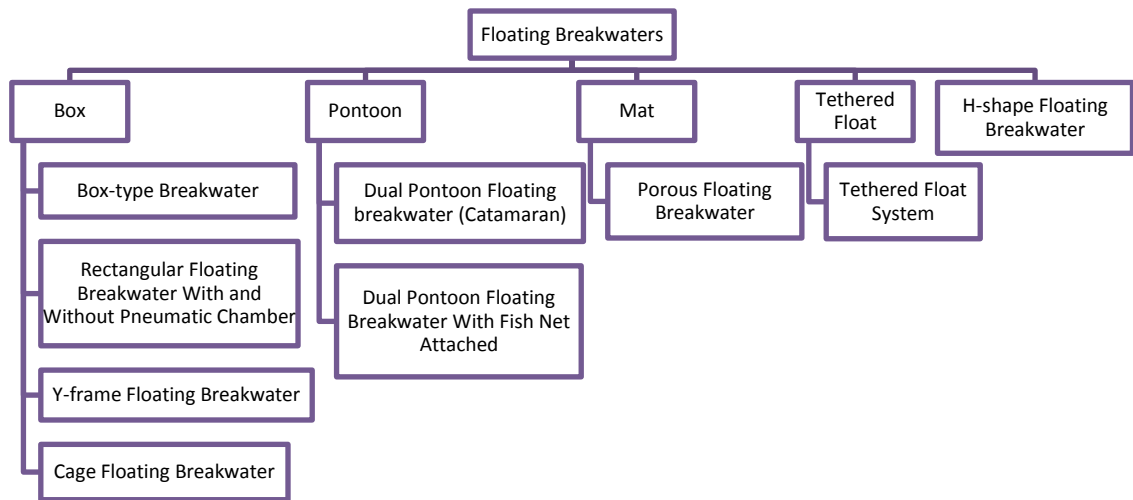 Floating Breakwaters
Box
Pontoon
Mat
Tethered
Float
H-shape Floating
Breakwater
Box-type Breakwater
Rectangular Floating
Breakwater With and
Without Pneumatic Chamber
Y-frame Floating Breakwater
Cage Floating Breakwater
Dual Pontoon Floating
breakwater (Catamaran)
Dual Pontoon Floating
Breakwater With Fish Net
Attached
Porous Floating
Breakwater
Tethered Float
System